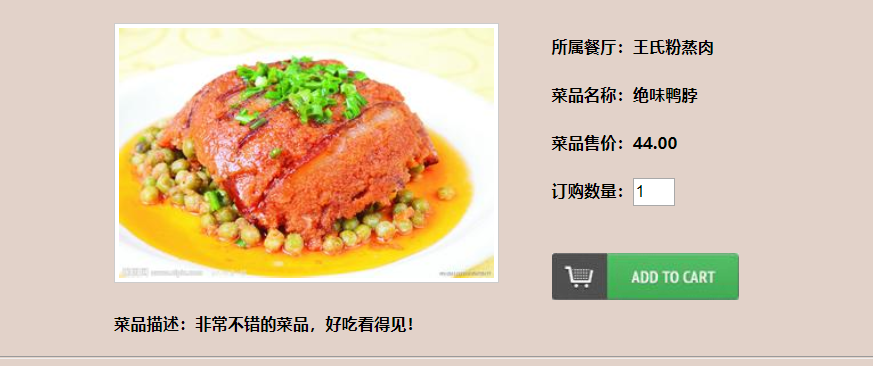 所属餐厅：王氏粉蒸肉
菜品名称：绝味鸭脖
菜品售价：44.00
订购数量：1
ADD TO CART
菜品描述：非常不错的菜品，好吃看得见！